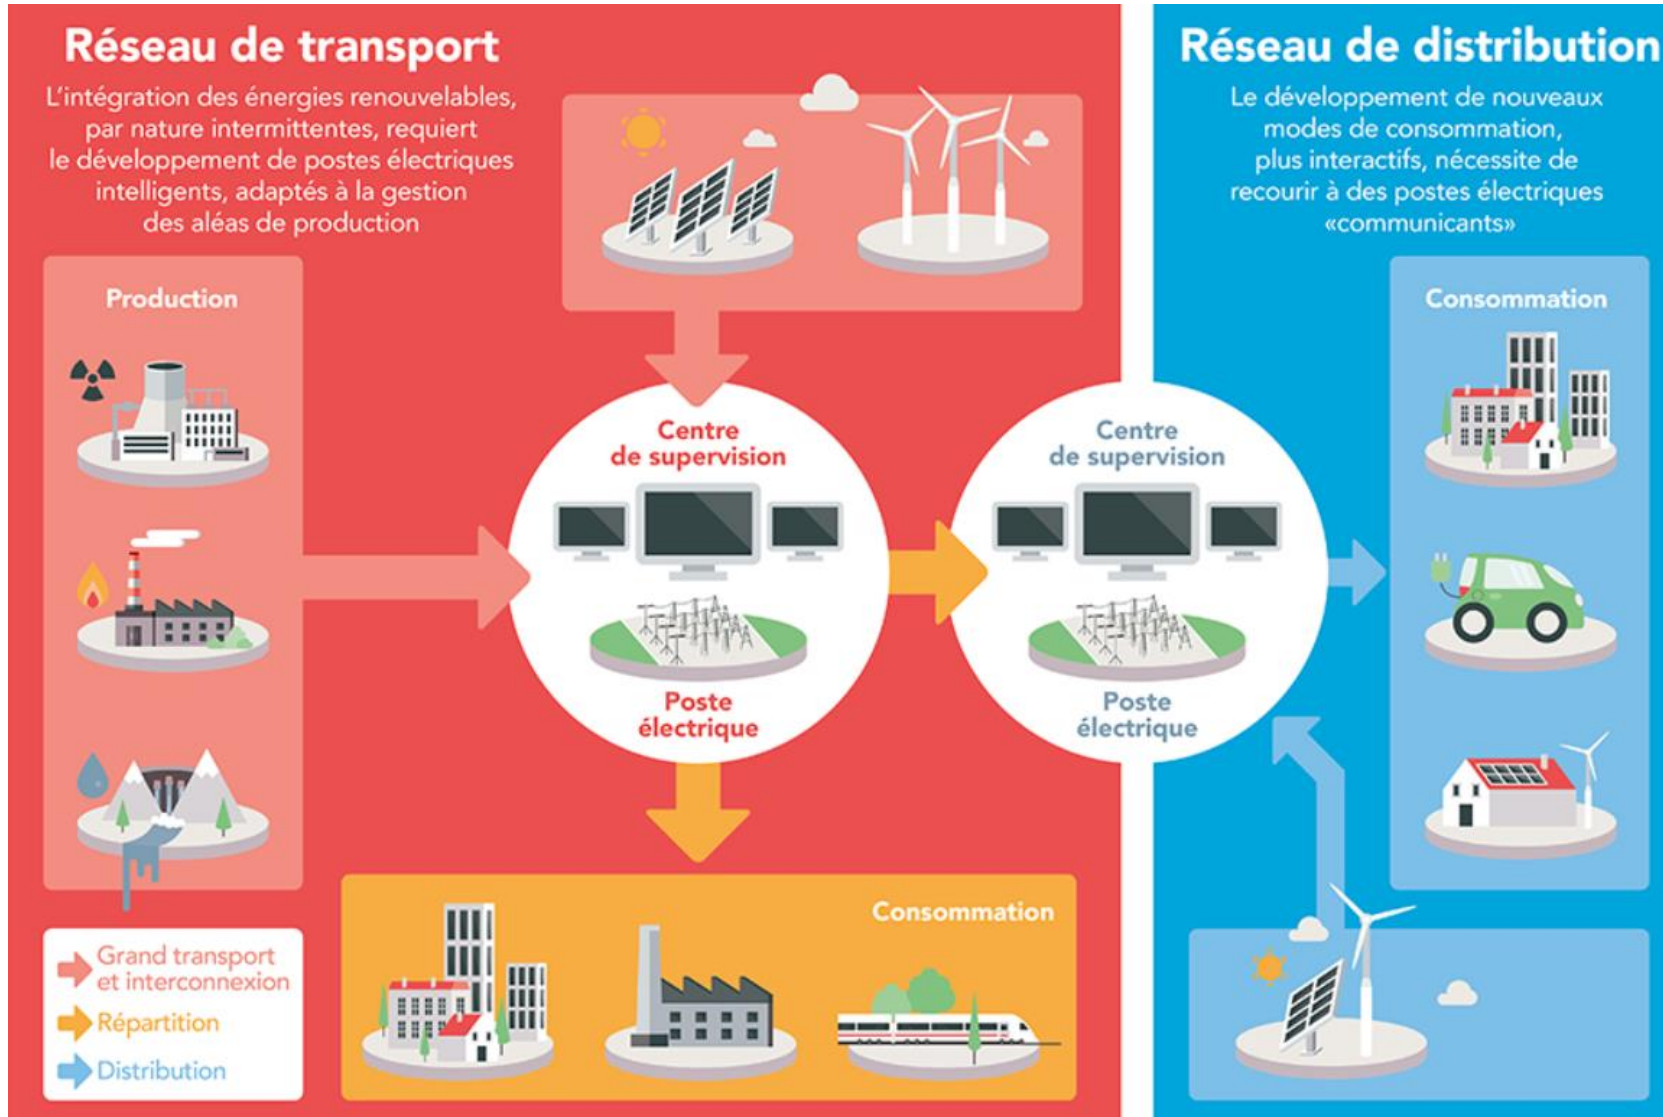 Réseau de transport
L'intégration des énergies renouvelables,
par nature intermittentes, requiert
le développement de postes électriques
intelligents, adaptés à la gestion
des aléas de production
Production
Centre
de supervision
Poste
électrique
Consommation
Grand transport
et interconnexion
Répartition
Distribution
Réseau de distribution
Le développement de nouveaux
modes de consommation,
plus interactifs, nécessite de
recourir à des postes électriques
«communicants»
Centre
de supervision
Poste
électrique
Consommation